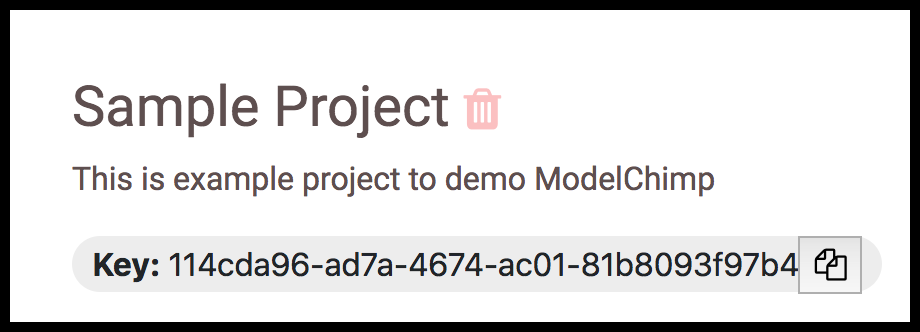 Sample Project
This is example project to demo ModelChimp
Key: 114cda96-ad7a-4674-ac01-81b8093f97b4